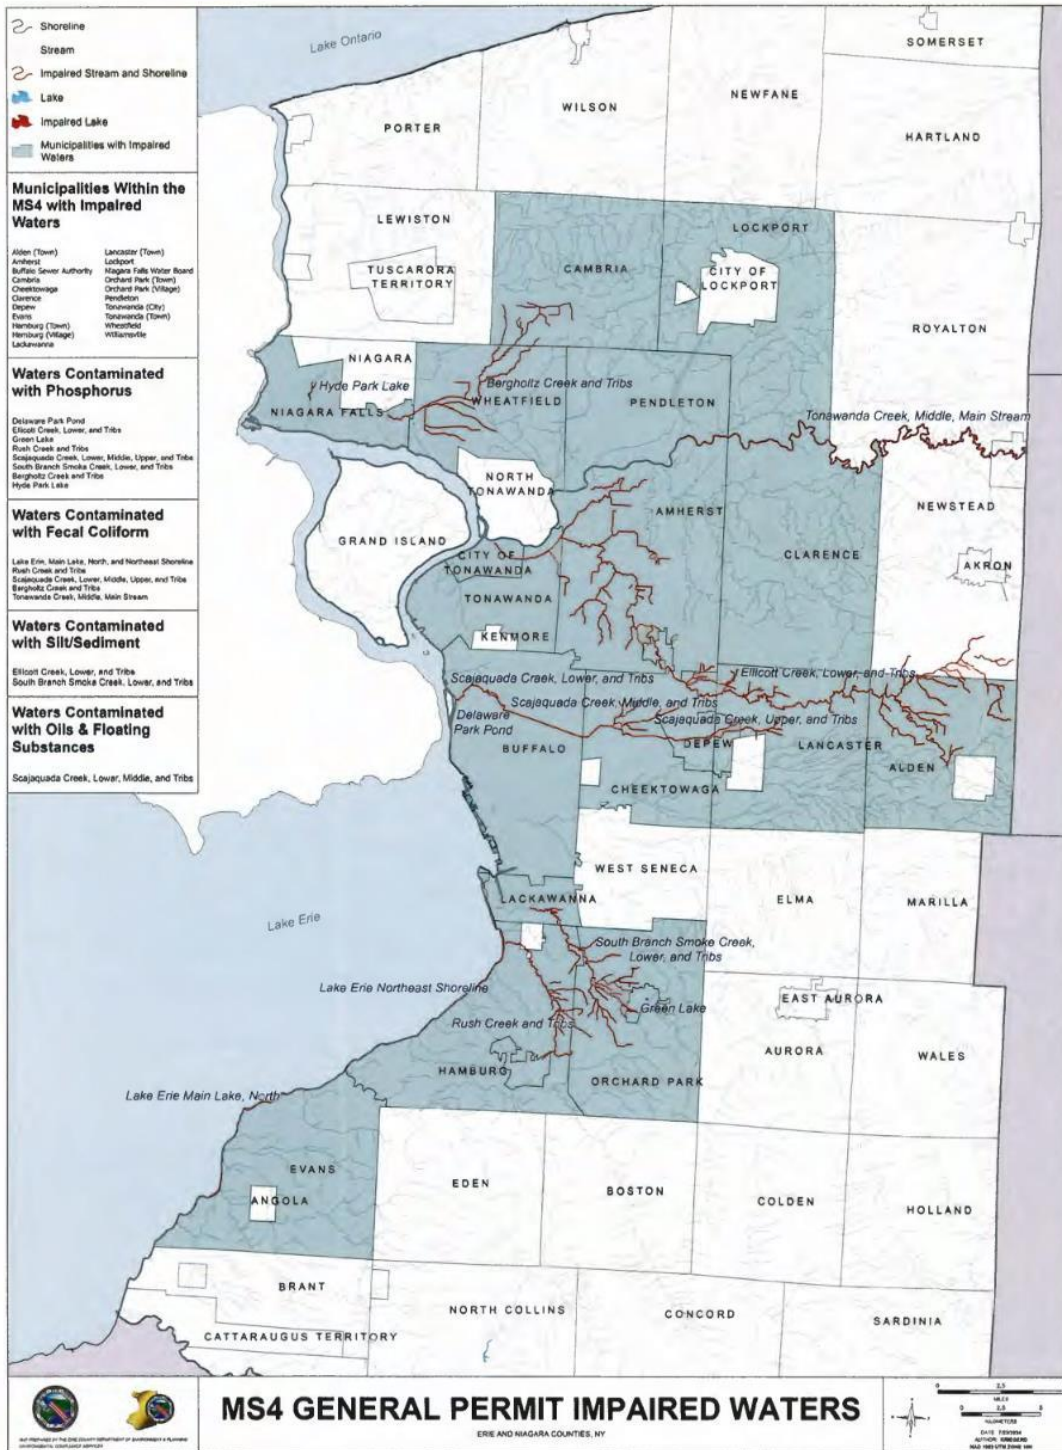 Shoreline
Stream
Impaired Stream and Shoreline
Lake
Impaired Lake
Municipalities with Impaired
Waters
Municipalities Within the
MS4 with Impaired
Waters
Alden (Town)
Amherst
Buffalo Sewer Authority
Cambria
Cheektowaga
Clarence
Depew
Evans
Hamburg (Town)
Hamburg (Village)
Lackawanna
Lancaster (Town)
Lockport
Niagara Falls Water Board
Orchard Park (Town)
Orchard Park (Village)
Pendleton
Tonawanda (City)
Tonawanda (Town)
Wheatfield
Williamsville
Waters Contaminated
with Phosphorus
Delaware Park Pond
Ellicott Creek, Lower, and Tribs
Green Lake
Rush Creek and Tribs
Scajaquada Creek, Lower, Middle, Upper, and Tribs
South Branch Smoke Creek, Lower, and Tribs
Bergholtz Creek and Tribs
Hyde Park Lake
Waters Contaminated
with Fecal Coliform
Lake Erie, Main Lake, North, and Northeast Shoreline
Rush Creek and Tribs
Scajaquada Creek, Lower, Middle, Upper, and Tribs
Bergholtz Creek and Tribs
Tonawanda Creek, Middle, Main Stream
Waters Contaminated
with Silt/Sediment
Ellicott Creek, Lower, and Tribs
South Branch Smoke Creek, Lower, and Tribs
Waters Contaminated
with Oils & Floating
Substances
Scajaquada Creek, Lower, Middle, and Tribs
Lake Ontario
SOMERSET
NEWFANE
WILSON
PORTER
HARTLAND
LEWISTON
LOCKPORT
TUSCARORA
TERRITORY
CAMBRIA
CITY OF
LOCKPORT
ROYALTON
NIAGARA
Hyde Park Lake
Bergholtz Creek and Tribs
NIAGARA FALLS
WHEATFIELD
PENDLETON
Tonawanda Creek, Middle, Main Stream
NORTH
TONAWANDA
AMHERST
NEWSTEAD
GRAND ISLAND
CITY OF
TONAWANDA
CLARENCE
AKRON
TONAWANDA
KENMORE
Scajaquada Creek, Lower, and Tribs
Ellicott Creek, Lower, and Tribs
Scajaquada Creek, Middle, and Tribs
Delaware
Park Pond
Scajaquada Creek, Upper, and Tribs
BUFFALO
DEPEW
LANCASTER
ALDEN
CHEEKTOWAGA
WEST SENECA
LACKAWANNA
ELMA
MARILLA
Lake Erie
South Branch Smoke Creek,
Lower, and Tribs
Lake Erie Northeast Shoreline
Green Lake
EAST AURORA
Rush Creek and Tribs
AURORA
WALES
HAMBURG
ORCHARD PARK
Lake Erie Main Lake, North
EVANS
ANGOLA
EDEN
BOSTON
COLDEN
HOLLAND
BRANT
NORTH COLLINS
CONCORD
SARDINIA
CATTARAUGUS TERRITORY
MS4 GENERAL PERMIT IMPAIRED WATERS
ERIE AND NIAGARA COUNTIES, NY
0 2.5
MILES
0 2.5 5
KILOMETERS